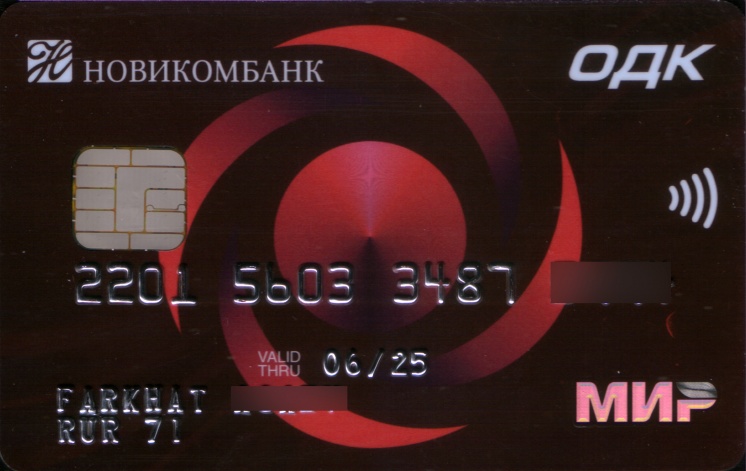 НОВИКОМБАНК
ОДК
2201 5603 3487
VALID THRU 06/25
FARKHAT
RUR 71
МИР